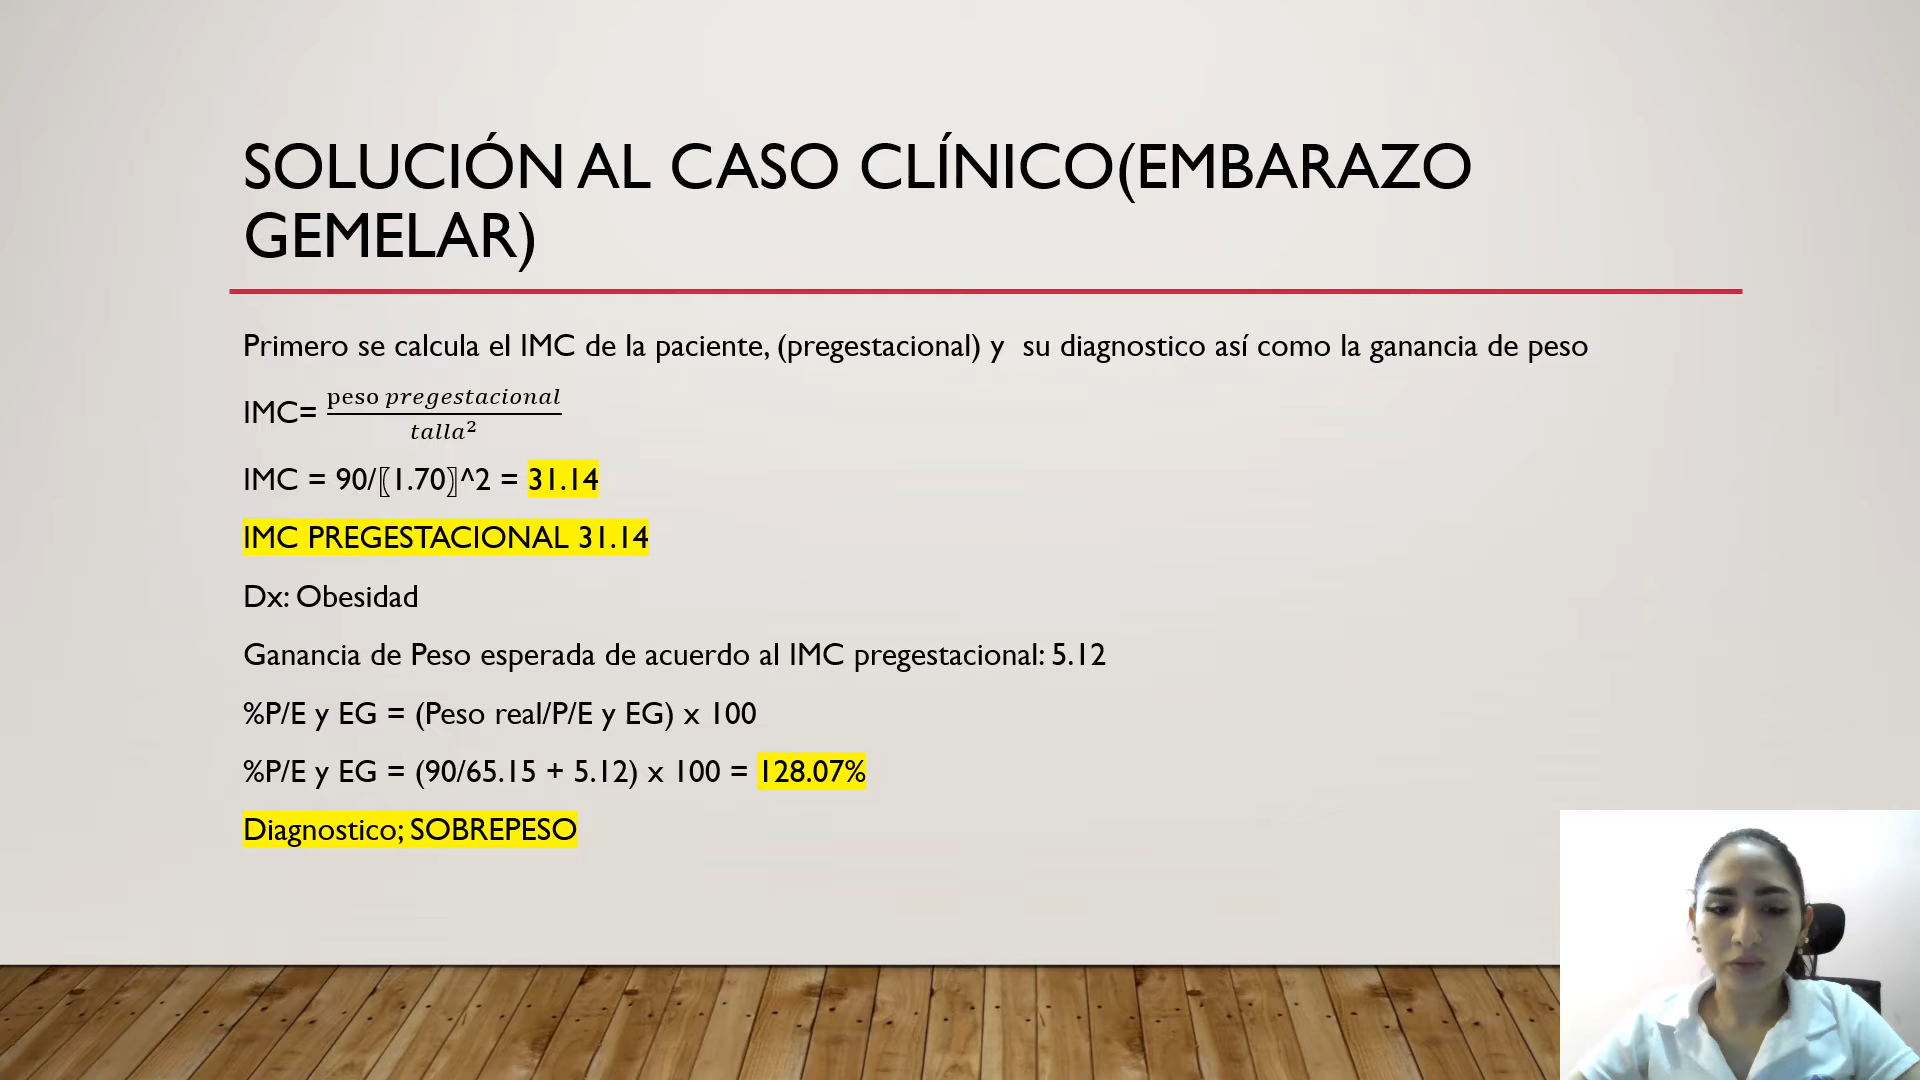 SOLUCIÓN AL CASO CLÍNICO(EMBARAZO
GEMELAR)
Primero se calcula el IMC de la paciente, (pregestacional) y  su diagnostico así como la ganancia de peso
IMC= peso pregestacional / talla²
IMC = 90/〖1.70〗^2 = 31.14
IMC PREGESTACIONAL 31.14
Dx: Obesidad
Ganancia de Peso esperada de acuerdo al IMC pregestacional: 5.12
%P/E y EG = (Peso real/P/E y EG) x 100
%P/E y EG = (90/65.15 + 5.12) x 100 = 128.07%
Diagnostico; SOBREPESO